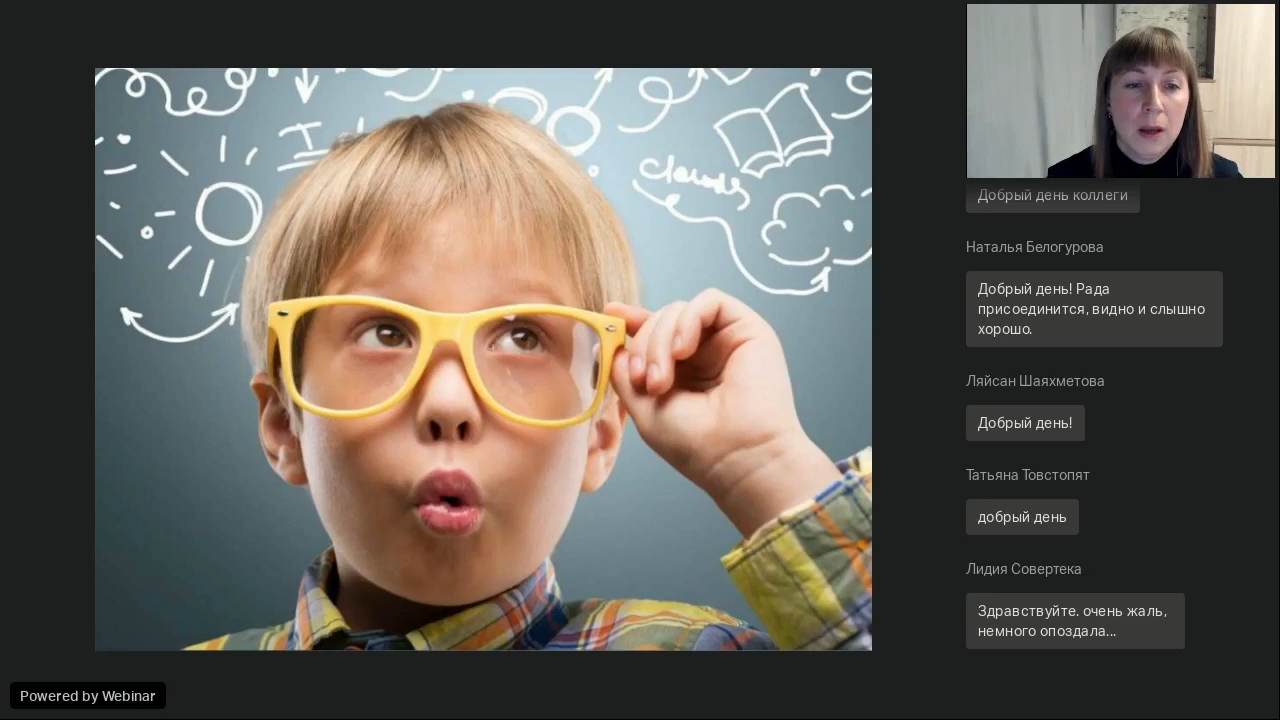 clouds
Добрый день коллеги
Наталья Белогурова
Добрый день! Рада
присоединится, видно и слышно
хорошо.
Ляйсан Шаяхметова
Добрый день!
Татьяна Товстопят
добрый день
Лидия Совертека
Здравствуйте. очень жаль,
немного опоздала...
Powered by Webinar